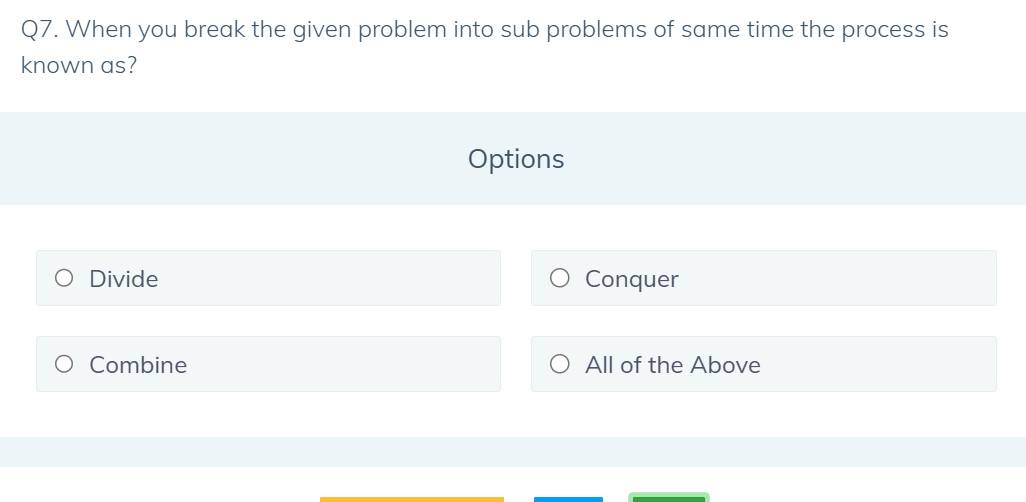 Q7. When you break the given problem into sub problems of same time the process is
known as?
Options
Divide
Conquer
Combine
All of the Above